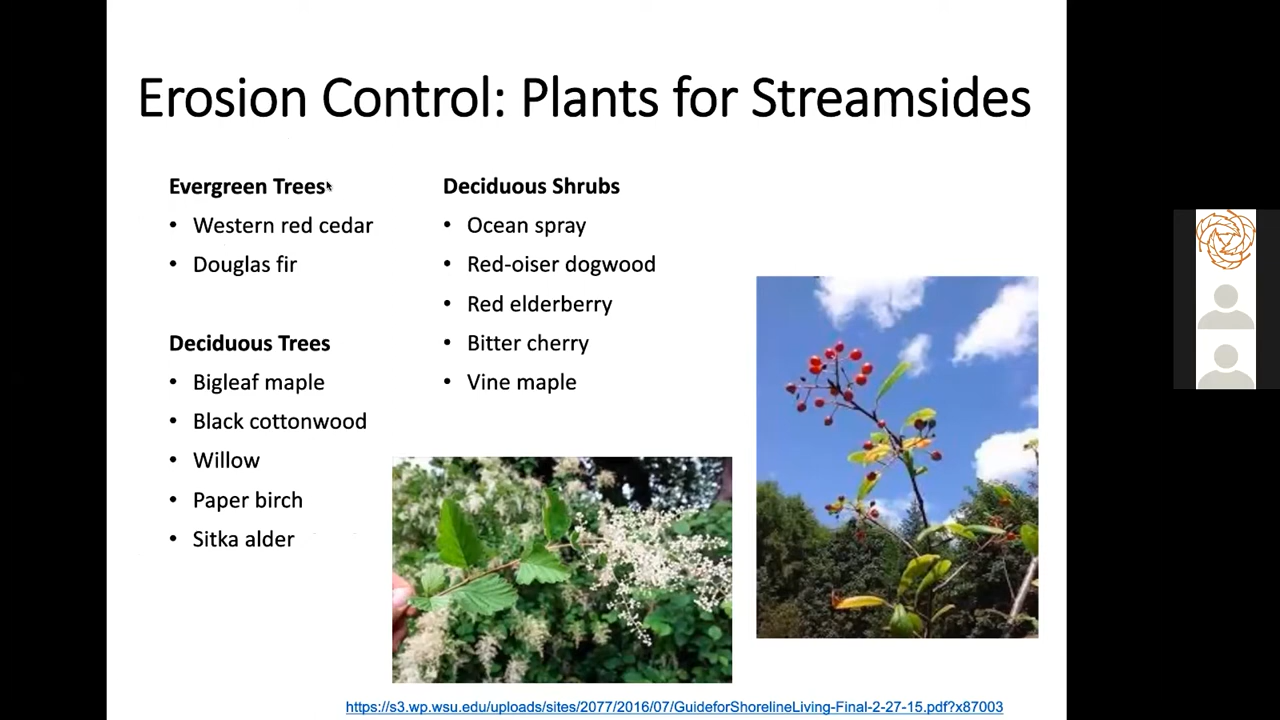 Erosion Control: Plants for Streamsides
Evergreen Trees
• Western red cedar
• Douglas fir
Deciduous Trees
• Bigleaf maple
• Black cottonwood
• Willow
• Paper birch
• Sitka alder
Deciduous Shrubs
• Ocean spray
• Red-oiser dogwood
• Red elderberry
• Bitter cherry
• Vine maple
https://s3.wp.wsu.edu/uploads/sites/2077/2016/07/GuideforShorelineLiving-Final-2-27-15.pdf?x87003